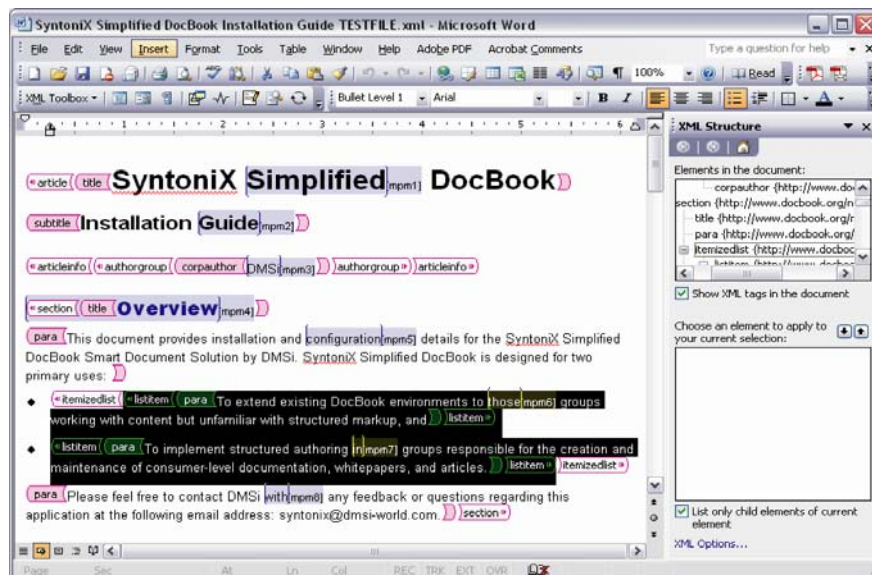 SyntoniX Simplified DocBook Installation Guide TESTFILE.xml - Microsoft Word
File Edit View Insert Format Tools Table Window Help Adobe PDF Acrobat Comments Type a question for help
100% Read
XML Toolbox Bullet Level 1 Arial B I
1 2 3 4 5 6
XML Structure
article title SyntoniX Simplified[mpm1] DocBook
subtitle Installation Guide[mpm2]
articleinfo authorgroup corpauthor DMSi[mpm3] authorgroup articleinfo
section title Overview[mpm4]
para This document provides installation and configuration[mpm5] details for the SyntoniX Simplified
DocBook Smart Document Solution by DMSi. SyntoniX Simplified DocBook is designed for two
primary uses:
itemizedlist listitem para To extend existing DocBook environments to those[mpm6] groups
working with content but unfamiliar with structured markup, and listitem
listitem para To implement structured authoring in[mpm7] groups responsible for the creation and
maintenance of consumer-level documentation, whitepapers, and articles. listitem itemizedlist
para Please feel free to contact DMSi with[mpm8] any feedback or questions regarding this
application at the following email address: syntonix@dmsi-world.com. section
Elements in the document:
corpauthor {http://www.do
section {http://www.docbook.org/n
title {http://www.docbook.org/
para {http://www.docbook.org/
itemizedlist {http://www.docboc
listitem {http://www.docboo
Show XML tags in the document
Choose an element to apply to
your current selection:
List only child elements of current
element
XML Options...
Page Sec At Ln Col REC TRK EXT OVR